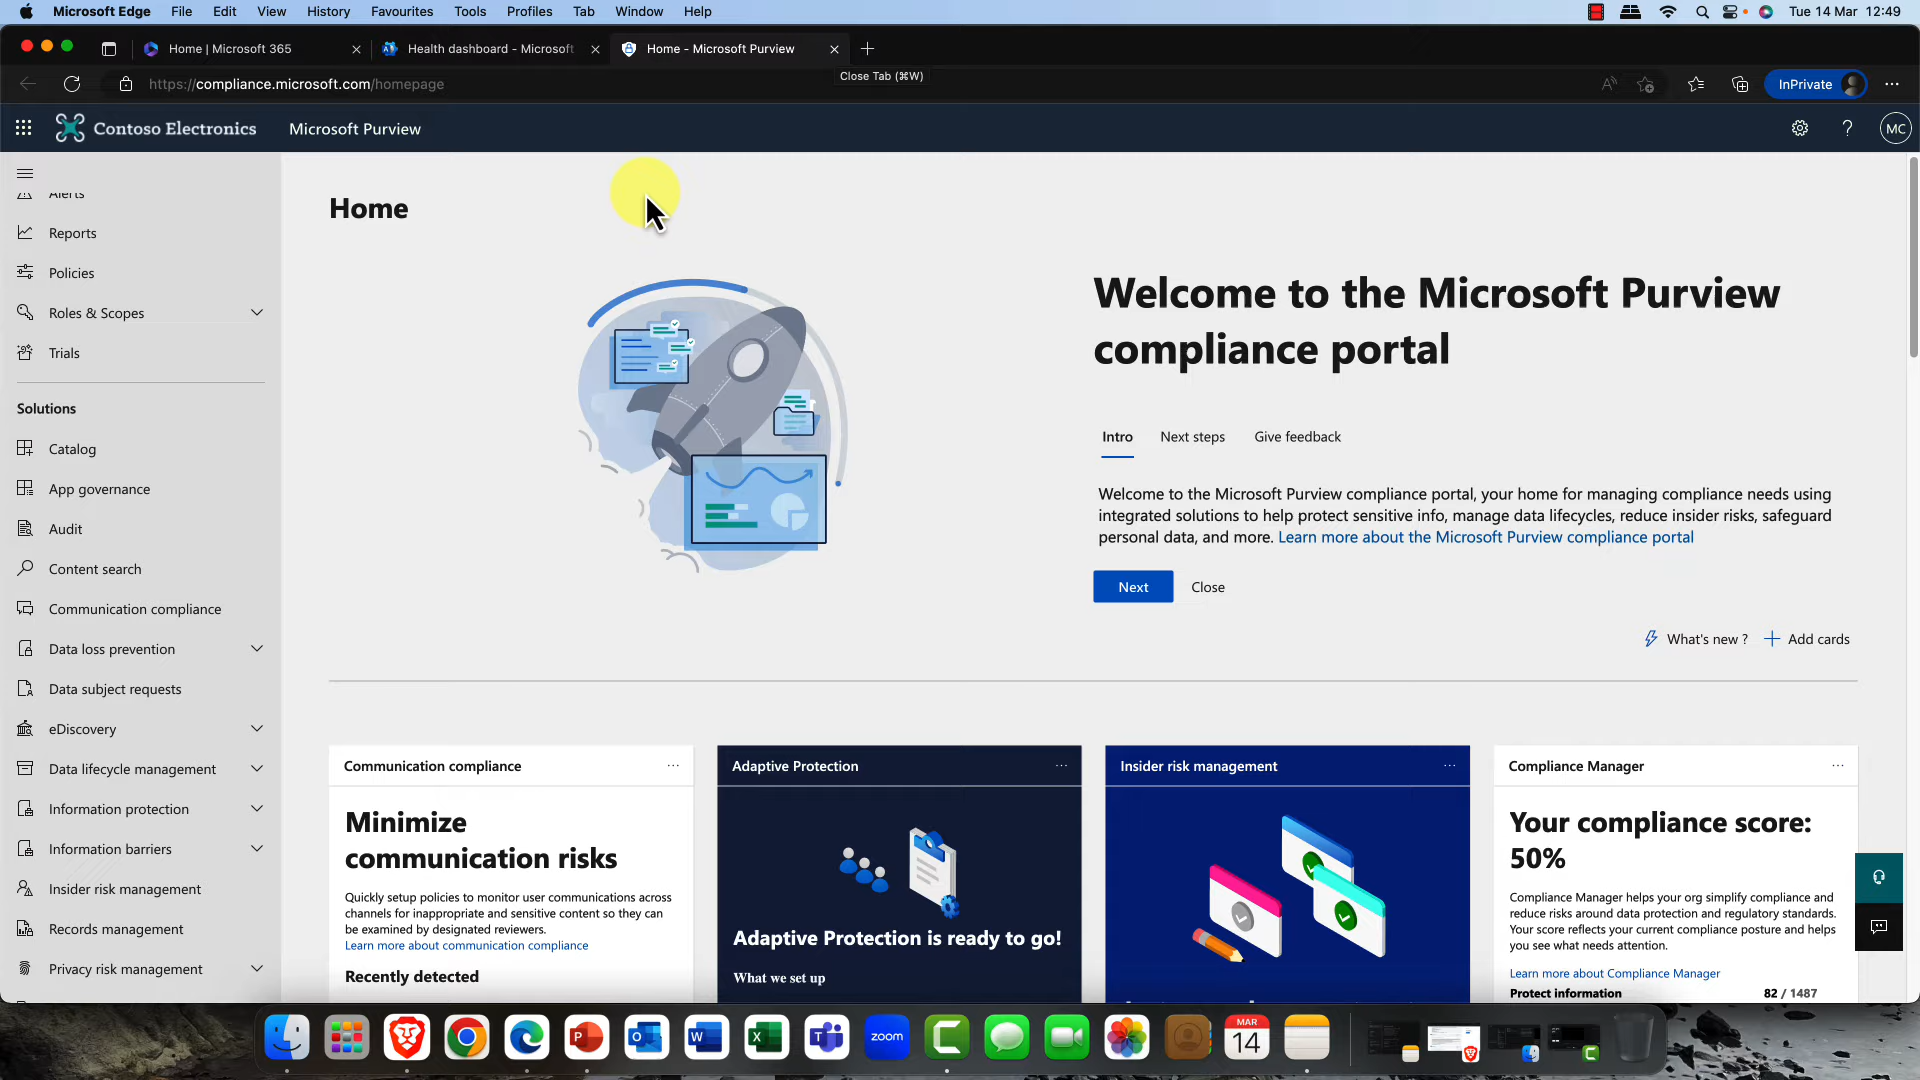 Microsoft Edge File Edit View History Favourites Tools Profiles Tab Window Help Tue 14 Mar 12:49
Home | Microsoft 365 Health dashboard - Microsoft Home - Microsoft Purview
Close Tab (⌘W)
https://compliance.microsoft.com/homepage InPrivate
Contoso Electronics Microsoft Purview ? MC
Alerts
Reports
Policies
Roles & Scopes
Trials
Solutions
Catalog
App governance
Audit
Content search
Communication compliance
Data loss prevention
Data subject requests
eDiscovery
Data lifecycle management
Information protection
Information barriers
Insider risk management
Records management
Privacy risk management
Home
Welcome to the Microsoft Purview
compliance portal
Intro Next steps Give feedback
Welcome to the Microsoft Purview compliance portal, your home for managing compliance needs using
integrated solutions to help protect sensitive info, manage data lifecycles, reduce insider risks, safeguard
personal data, and more. Learn more about the Microsoft Purview compliance portal
Next Close
What's new ? Add cards
Communication compliance
Minimize
communication risks
Quickly setup policies to monitor user communications across
channels for inappropriate and sensitive content so they can
be examined by designated reviewers.
Learn more about communication compliance
Recently detected
Adaptive Protection
Adaptive Protection is ready to go!
What we set up
Insider risk management
Compliance Manager
Your compliance score:
50%
Compliance Manager helps your org simplify compliance and
reduce risks around data protection and regulatory standards.
Your score reflects your current compliance posture and helps
you see what needs attention.
Learn more about Compliance Manager
Protect information 82 / 1487
zoom
MAR
14